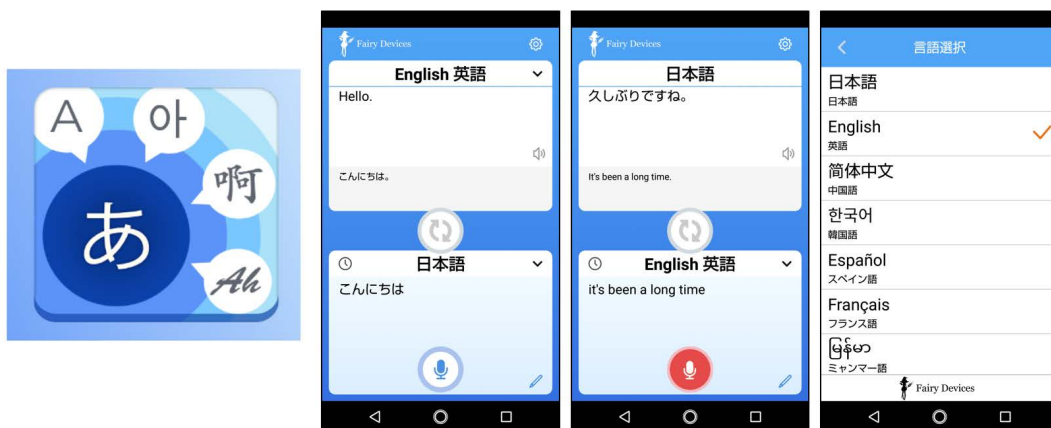 A
아
啊
あ
Ah
Fairy Devices
English 英語
Hello.
こんにちは。
日本語
こんにちは
Fairy Devices
日本語
久しぶりですね。
It's been a long time.
English 英語
it's been a long time
言語選択
日本語
日本語
English
英語
简体中文
中国語
한국어
韓国語
Español
スペイン語
Français
フランス語
မြန်မာ
ミャンマー語
Fairy Devices